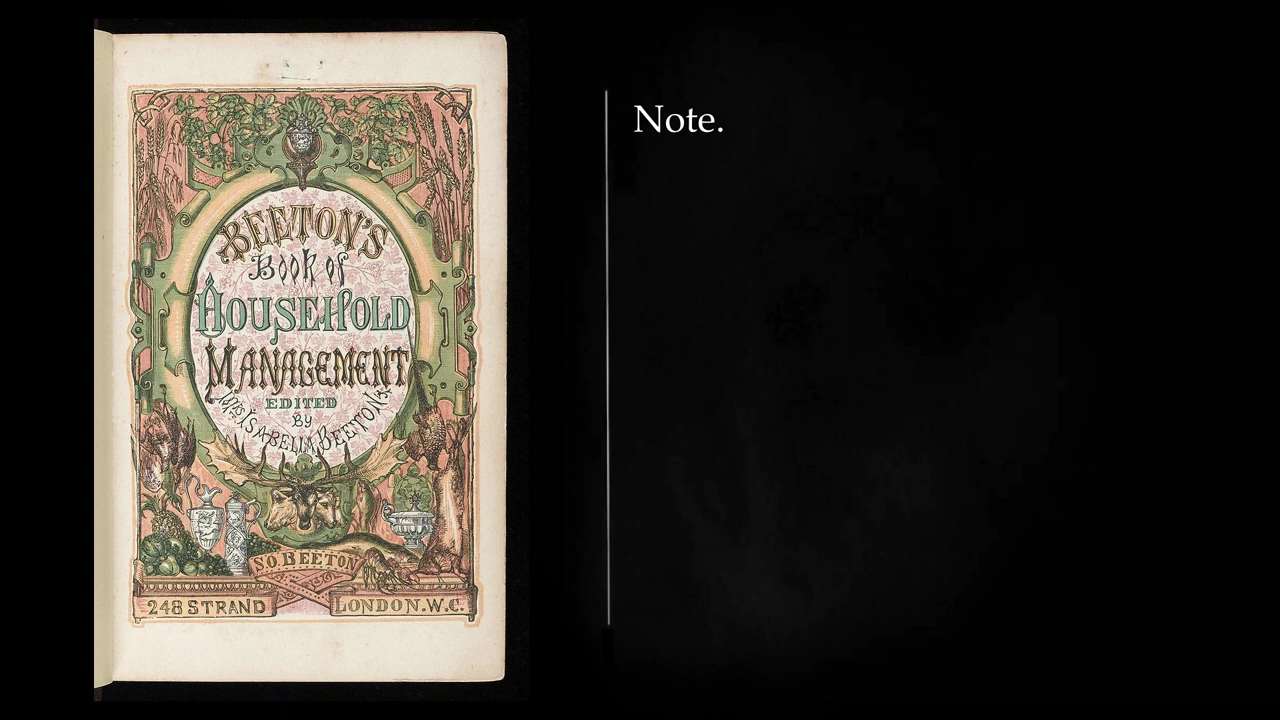 BEETON'S
Book of
HOUSEHOLD
MANAGEMENT
EDITED
BY
MRS ISABELLA BEETON
S.O. BEETON
248 STRAND
LONDON. W.C.
Note.